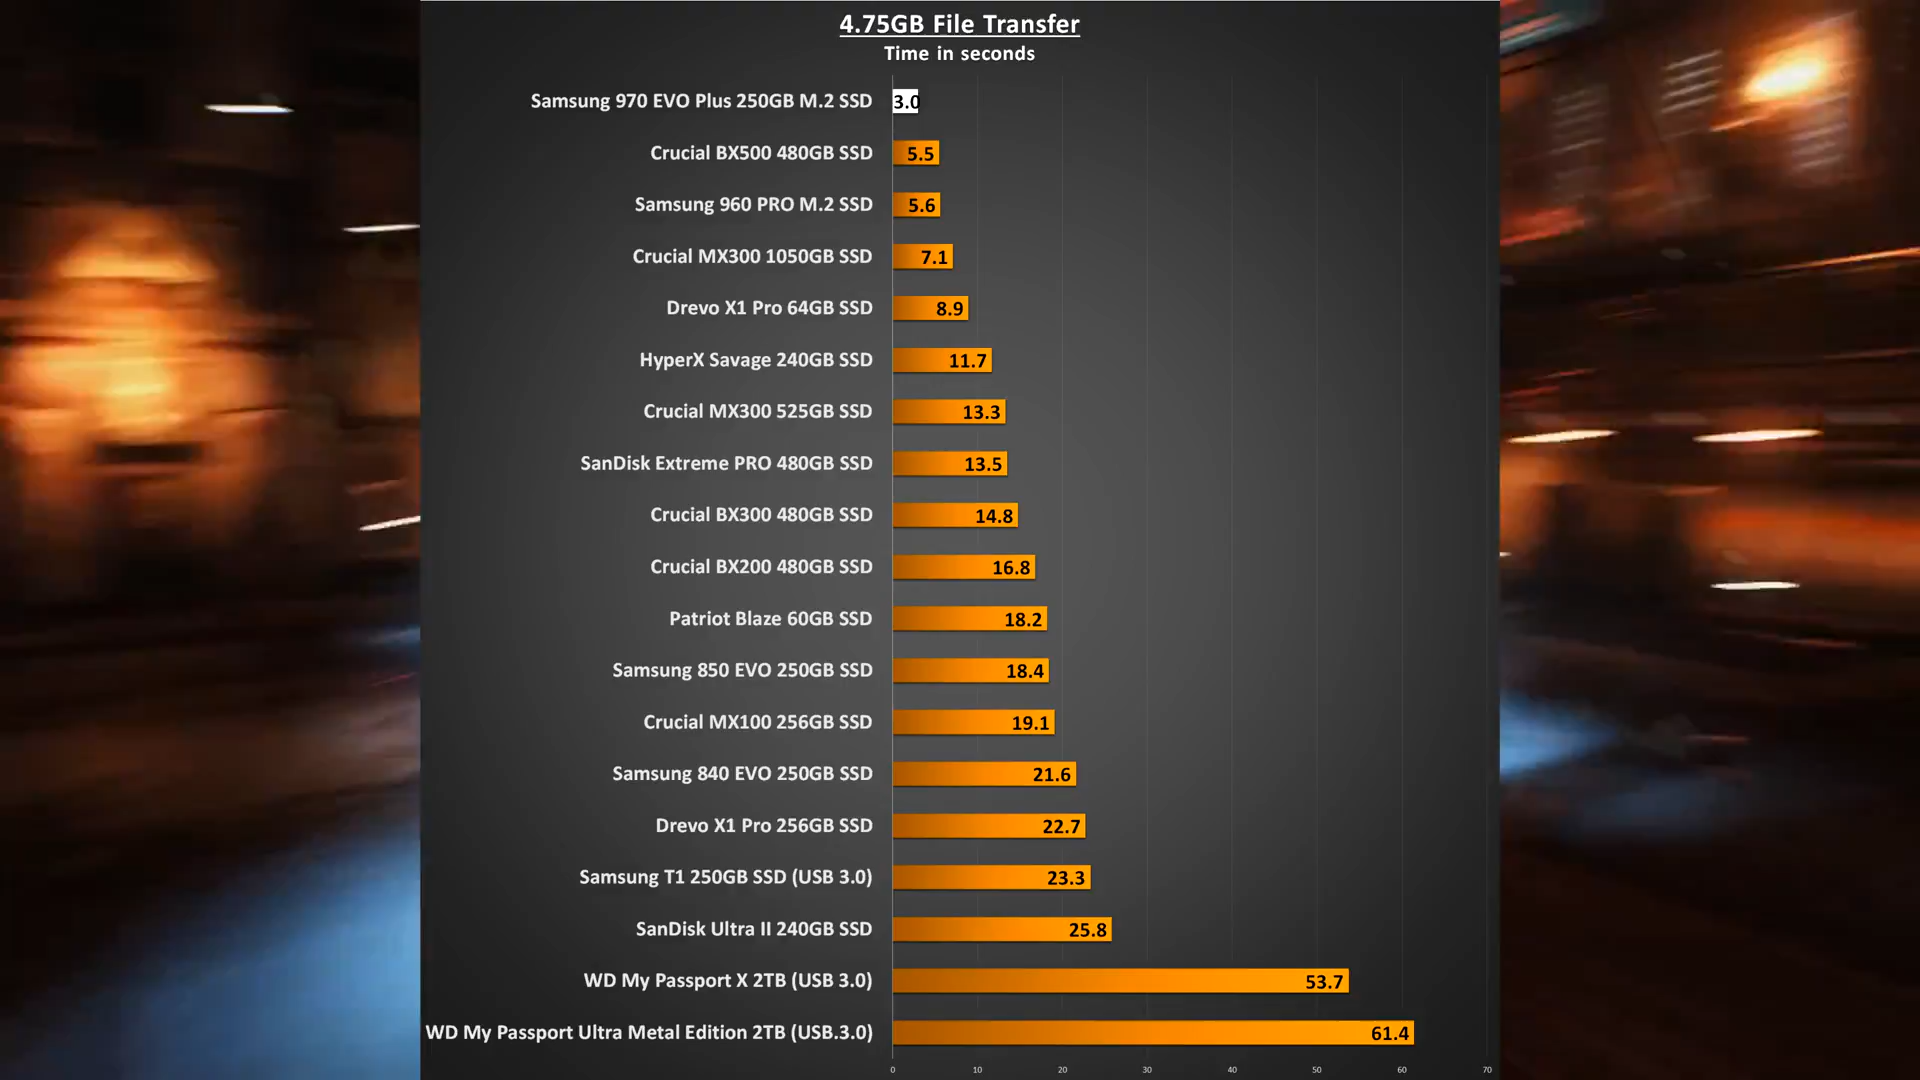 4.75GB File Transfer
Time in seconds
Samsung 970 EVO Plus 250GB M.2 SSD 3.0
Crucial BX500 480GB SSD 5.5
Samsung 960 PRO M.2 SSD 5.6
Crucial MX300 1050GB SSD 7.1
Drevo X1 Pro 64GB SSD 8.9
HyperX Savage 240GB SSD 11.7
Crucial MX300 525GB SSD 13.3
SanDisk Extreme PRO 480GB SSD 13.5
Crucial BX300 480GB SSD 14.8
Crucial BX200 480GB SSD 16.8
Patriot Blaze 60GB SSD 18.2
Samsung 850 EVO 250GB SSD 18.4
Crucial MX100 256GB SSD 19.1
Samsung 840 EVO 250GB SSD 21.6
Drevo X1 Pro 256GB SSD 22.7
Samsung T1 250GB SSD (USB 3.0) 23.3
SanDisk Ultra II 240GB SSD 25.8
WD My Passport X 2TB (USB 3.0) 53.7
WD My Passport Ultra Metal Edition 2TB (USB.3.0) 61.4
0 10 20 30 40 50 60 70